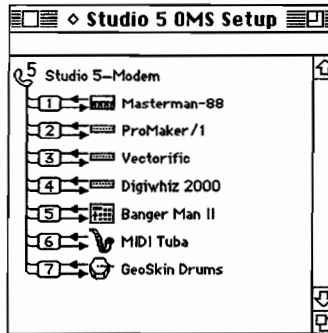 ◇ Studio 5 OMS Setup
5 Studio 5–Modem
1 Masterman-88
2 ProMaker/1
3 Vectorific
4 Digiwhiz 2000
5 Banger Man II
6 MIDI Tuba
7 GeoSkin Drums